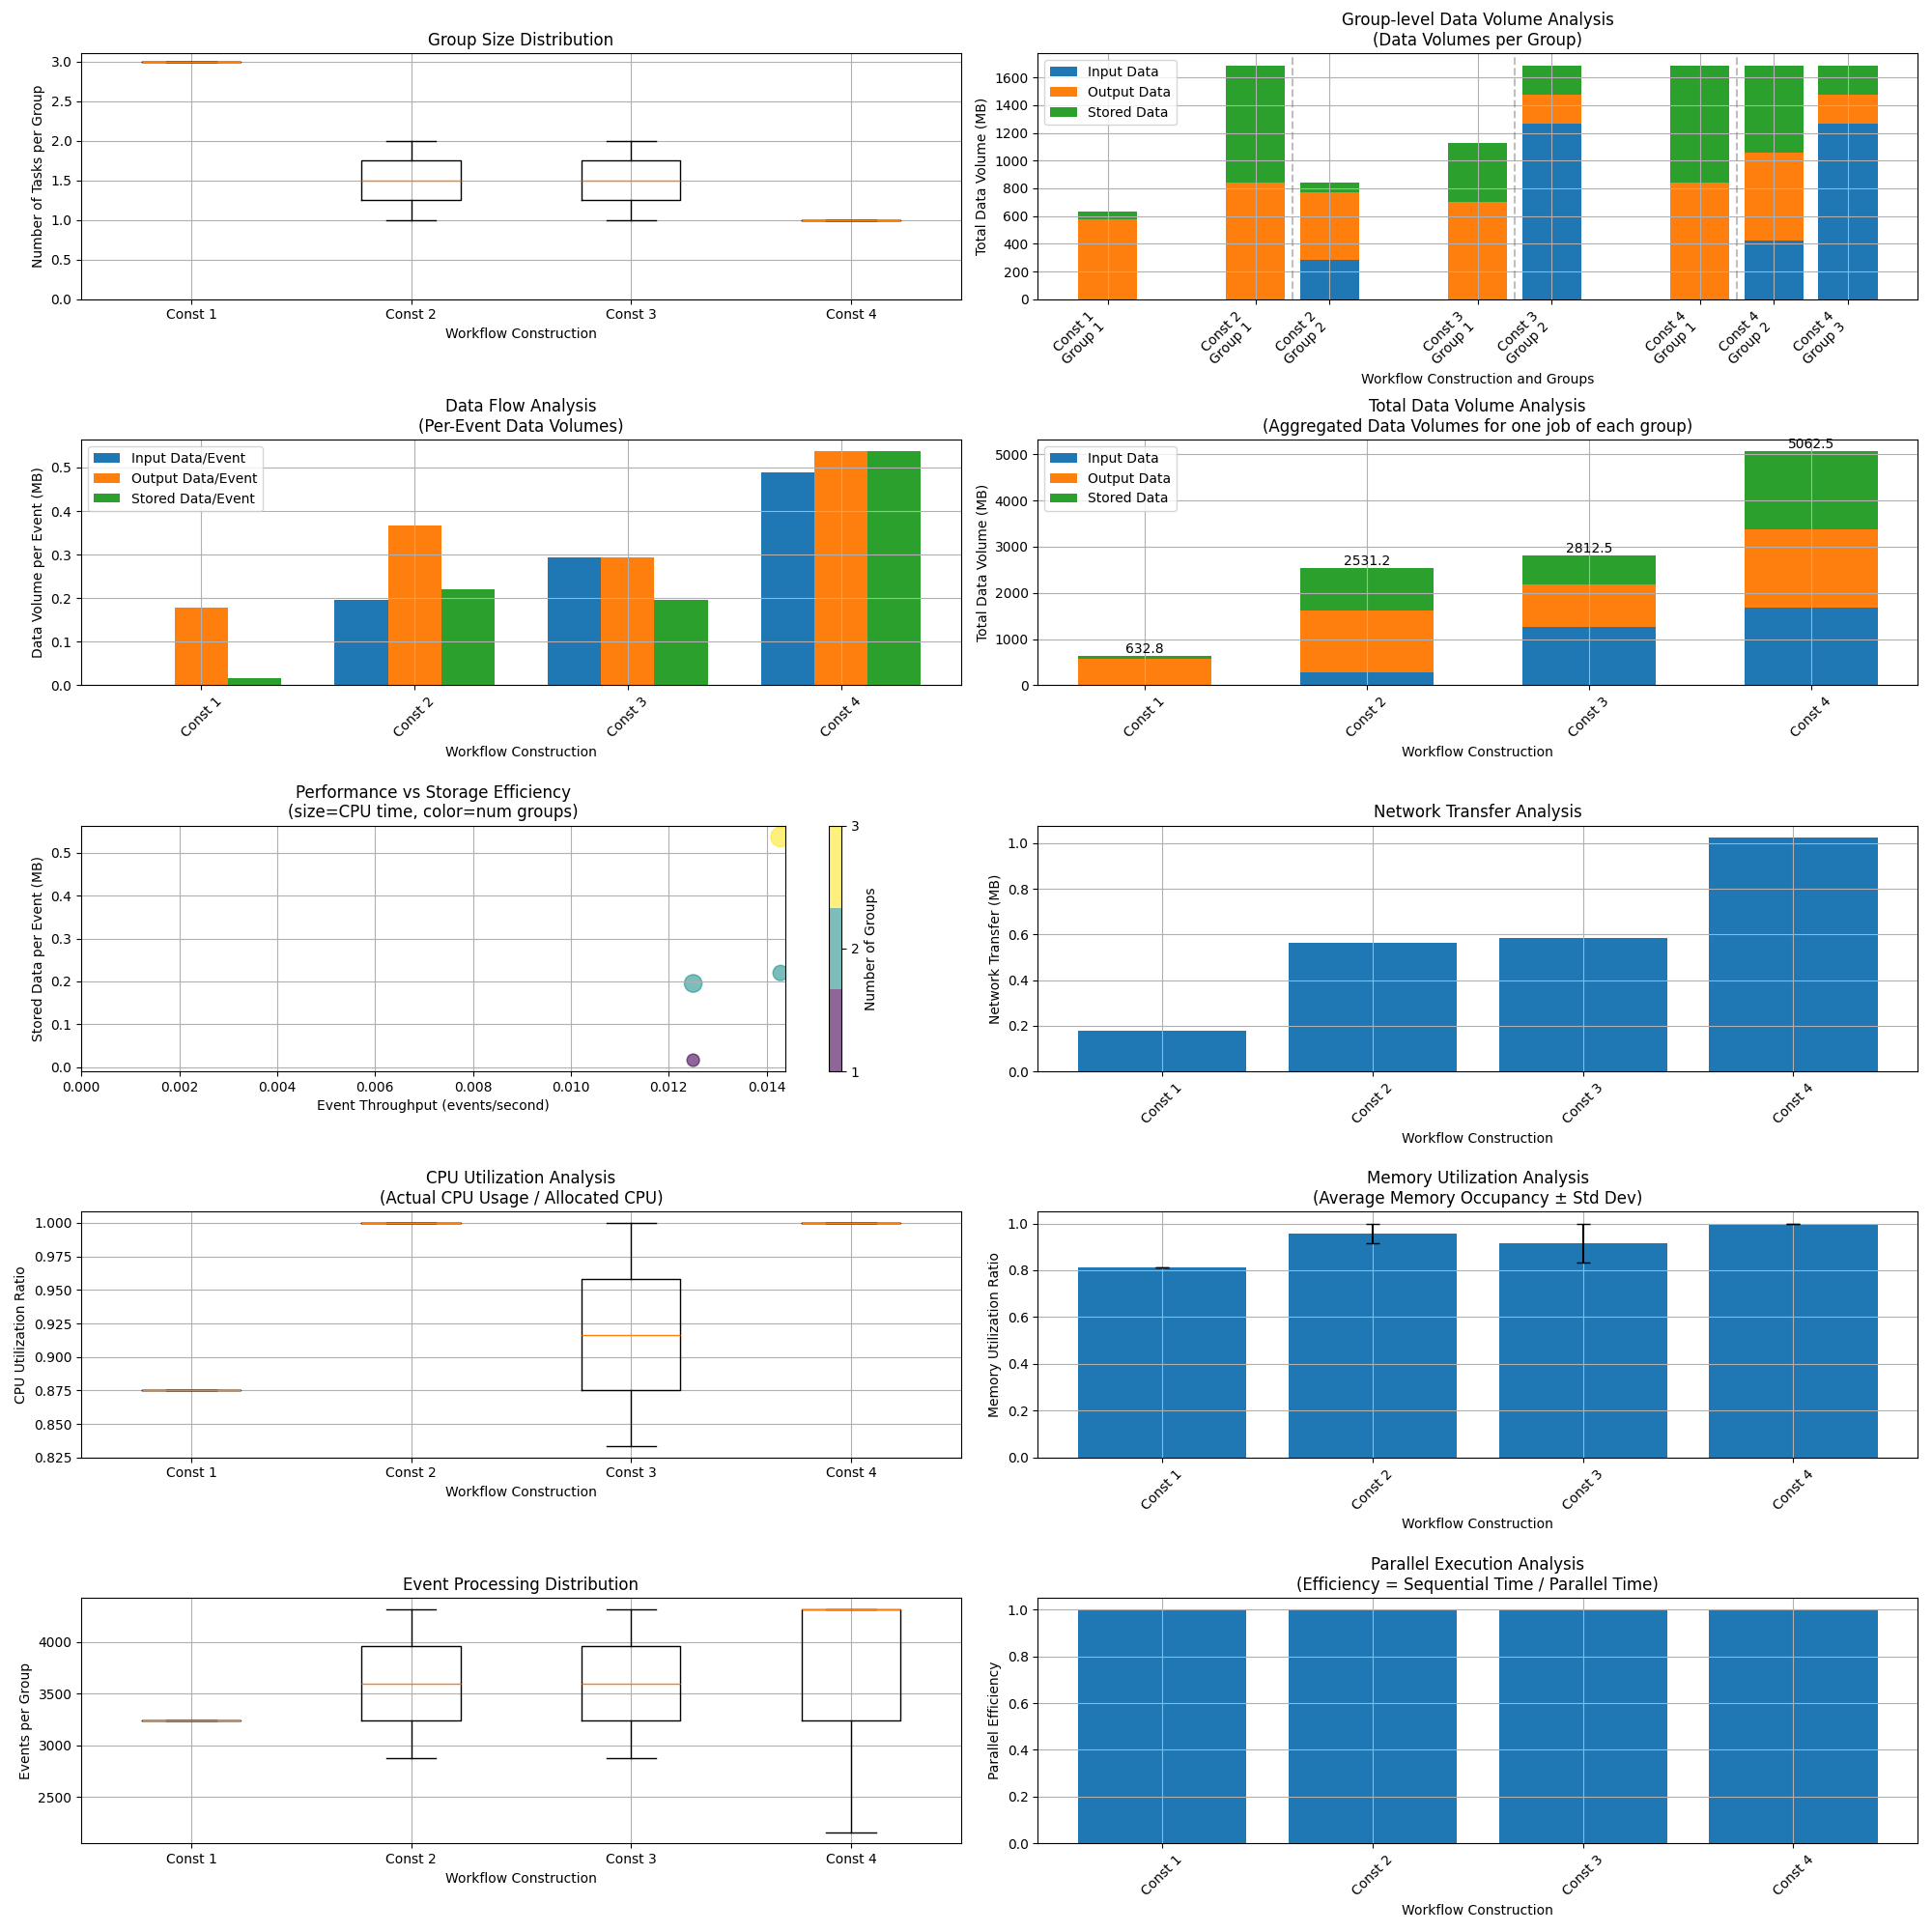 Group Size Distribution
Number of Tasks per Group
3.0
2.5
2.0
1.5
1.0
0.5
0.0
Const 1
Const 2
Const 3
Const 4
Workflow Construction
Group-level Data Volume Analysis
(Data Volumes per Group)
Total Data Volume (MB)
1600
1400
1200
1000
800
600
400
200
0
Input Data
Output Data
Stored Data
Const 1
Group 1
Const 2
Group 1
Const 2
Group 2
Const 3
Group 1
Const 3
Group 2
Const 4
Group 1
Const 4
Group 2
Const 4
Group 3
Workflow Construction and Groups
Data Flow Analysis
(Per-Event Data Volumes)
Data Volume per Event (MB)
0.5
0.4
0.3
0.2
0.1
0.0
Input Data/Event
Output Data/Event
Stored Data/Event
Const 1
Const 2
Const 3
Const 4
Workflow Construction
Total Data Volume Analysis
(Aggregated Data Volumes for one job of each group)
Total Data Volume (MB)
5000
4000
3000
2000
1000
0
Input Data
Output Data
Stored Data
632.8
2531.2
2812.5
5062.5
Const 1
Const 2
Const 3
Const 4
Workflow Construction
Performance vs Storage Efficiency
(size=CPU time, color=num groups)
Stored Data per Event (MB)
0.5
0.4
0.3
0.2
0.1
0.0
0.000
0.002
0.004
0.006
0.008
0.010
0.012
0.014
Event Throughput (events/second)
3
2
1
Number of Groups
Network Transfer Analysis
Network Transfer (MB)
1.0
0.8
0.6
0.4
0.2
0.0
Const 1
Const 2
Const 3
Const 4
Workflow Construction
CPU Utilization Analysis
(Actual CPU Usage / Allocated CPU)
CPU Utilization Ratio
1.000
0.975
0.950
0.925
0.900
0.875
0.850
0.825
Const 1
Const 2
Const 3
Const 4
Workflow Construction
Memory Utilization Analysis
(Average Memory Occupancy ± Std Dev)
Memory Utilization Ratio
1.0
0.8
0.6
0.4
0.2
0.0
Const 1
Const 2
Const 3
Const 4
Workflow Construction
Event Processing Distribution
Events per Group
4000
3500
3000
2500
Const 1
Const 2
Const 3
Const 4
Workflow Construction
Parallel Execution Analysis
(Efficiency = Sequential Time / Parallel Time)
Parallel Efficiency
1.0
0.8
0.6
0.4
0.2
0.0
Const 1
Const 2
Const 3
Const 4
Workflow Construction